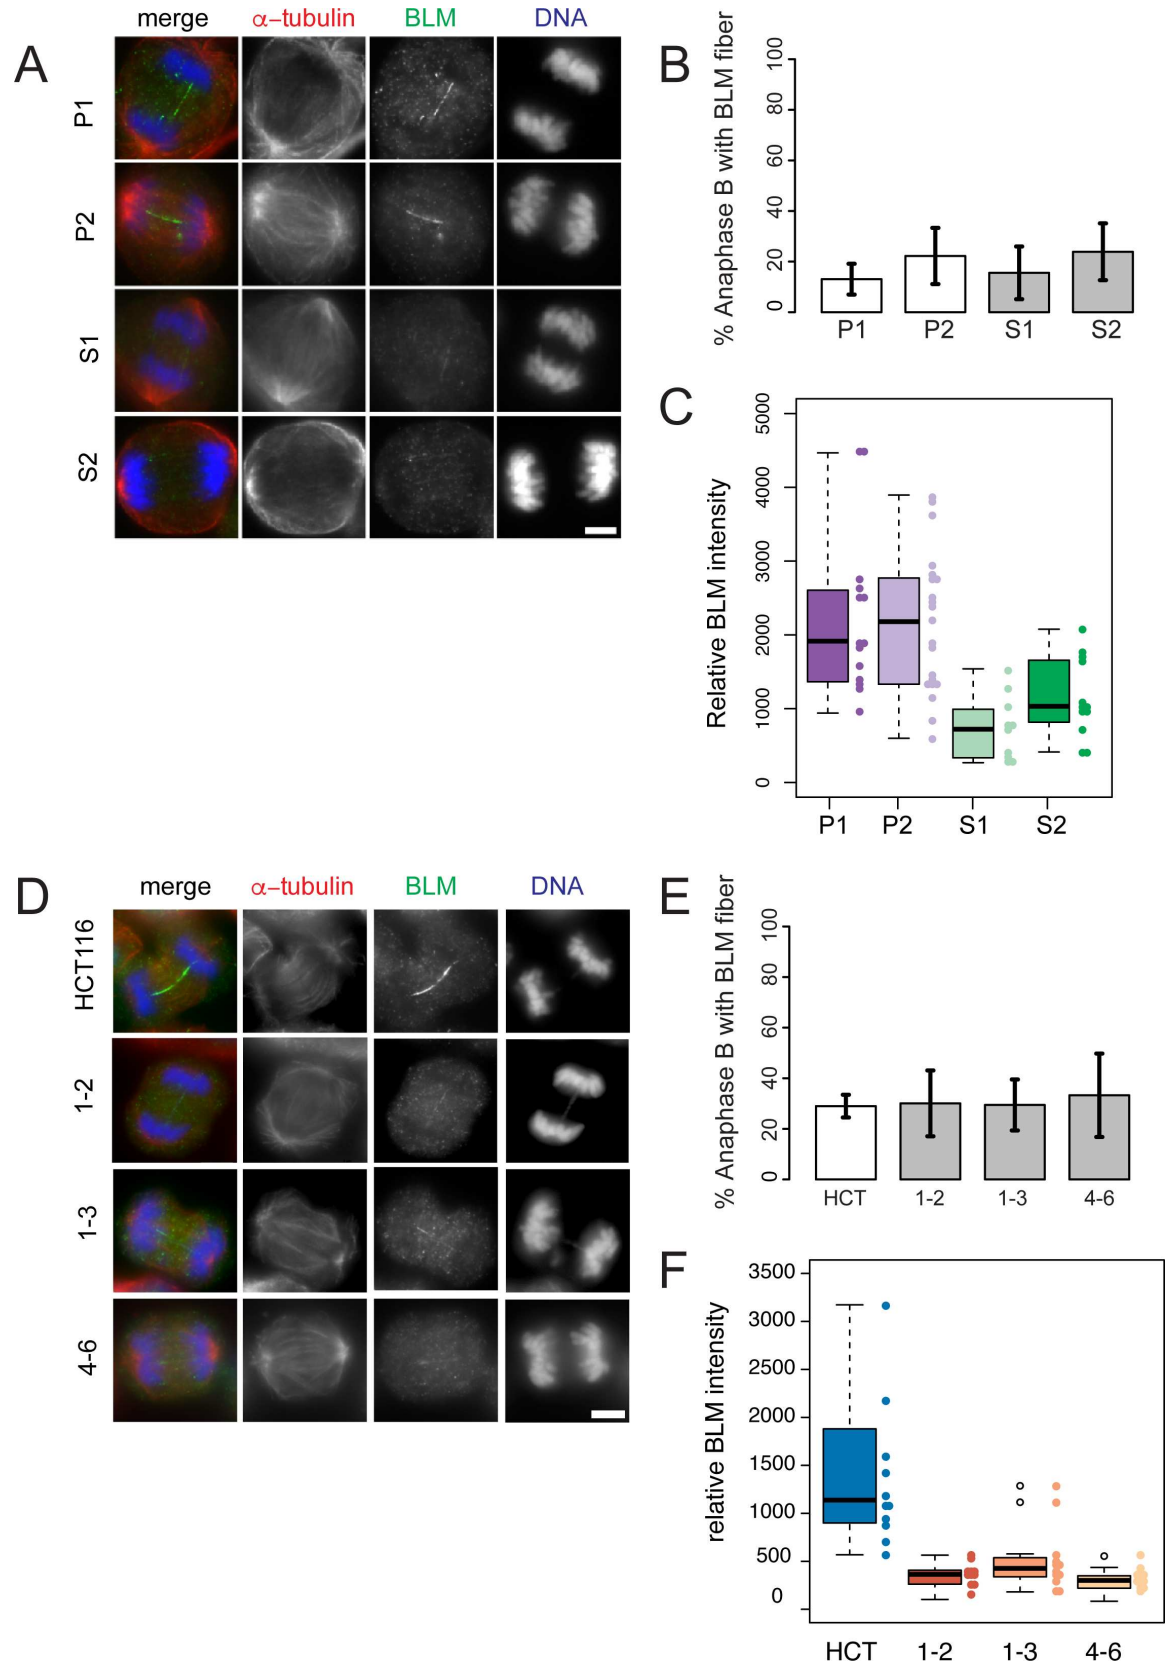 merge α–tubulin BLM DNA
A
P1
P2
S1
S2
B
% Anaphase B with BLM fiber
100
80
60
40
20
0
P1 P2 S1 S2
C
Relative BLM intensity
5000
4000
3000
2000
1000
0
P1 P2 S1 S2
D
merge α–tubulin BLM DNA
HCT116
1-2
1-3
4-6
E
% Anaphase B with BLM fiber
100
80
60
40
20
0
HCT 1-2 1-3 4-6
F
relative BLM intensity
3500
3000
2500
2000
1500
1000
500
0
HCT 1-2 1-3 4-6